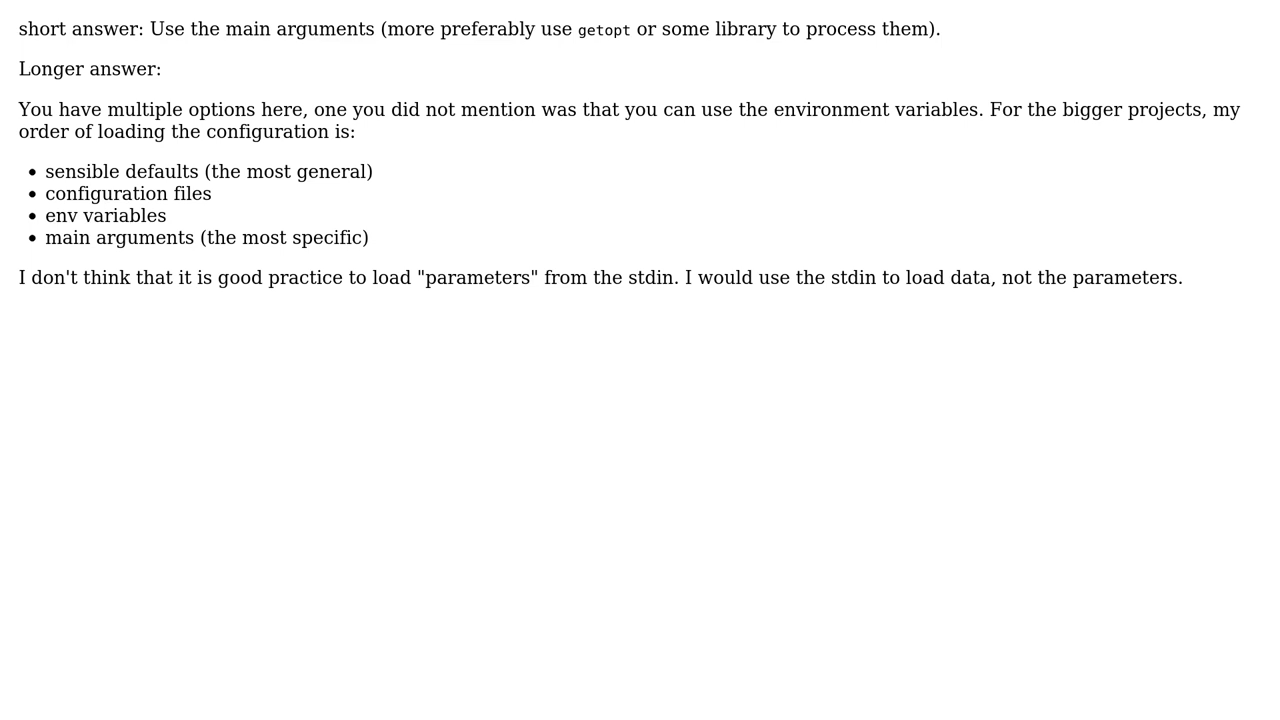 short answer: Use the main arguments (more preferably use getopt or some library to process them).
Longer answer:
You have multiple options here, one you did not mention was that you can use the environment variables. For the bigger projects, my
order of loading the configuration is:
• sensible defaults (the most general)
• configuration files
• env variables
• main arguments (the most specific)
I don't think that it is good practice to load "parameters" from the stdin. I would use the stdin to load data, not the parameters.